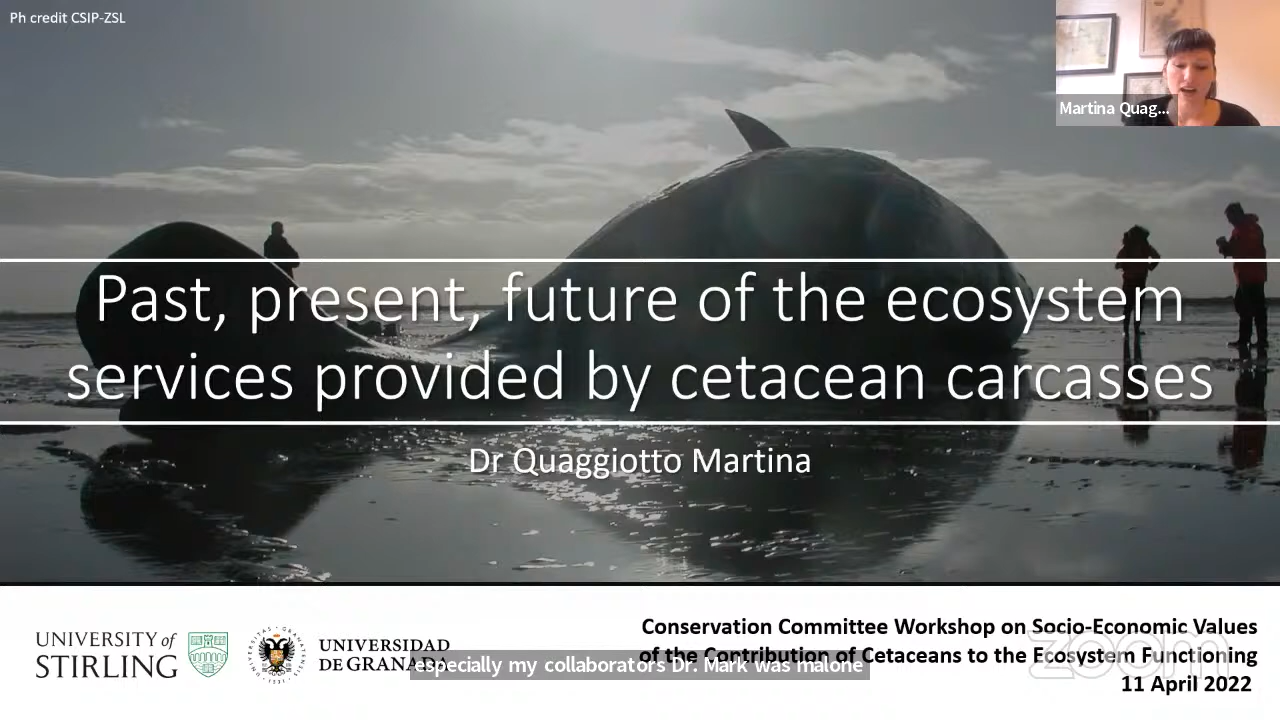 Ph credit CSIP-ZSL
Martina Quag...
Past, present, future of the ecosystem
services provided by cetacean carcasses
Dr Quaggiotto Martina
UNIVERSITY of
STIRLING
UNIVERSIDAD
DE GRANADA
Conservation Committee Workshop on Socio-Economic Values
of the Contribution of Cetaceans to the Ecosystem Functioning
11 April 2022
especially my collaborators Dr. Mark was malone
zoom